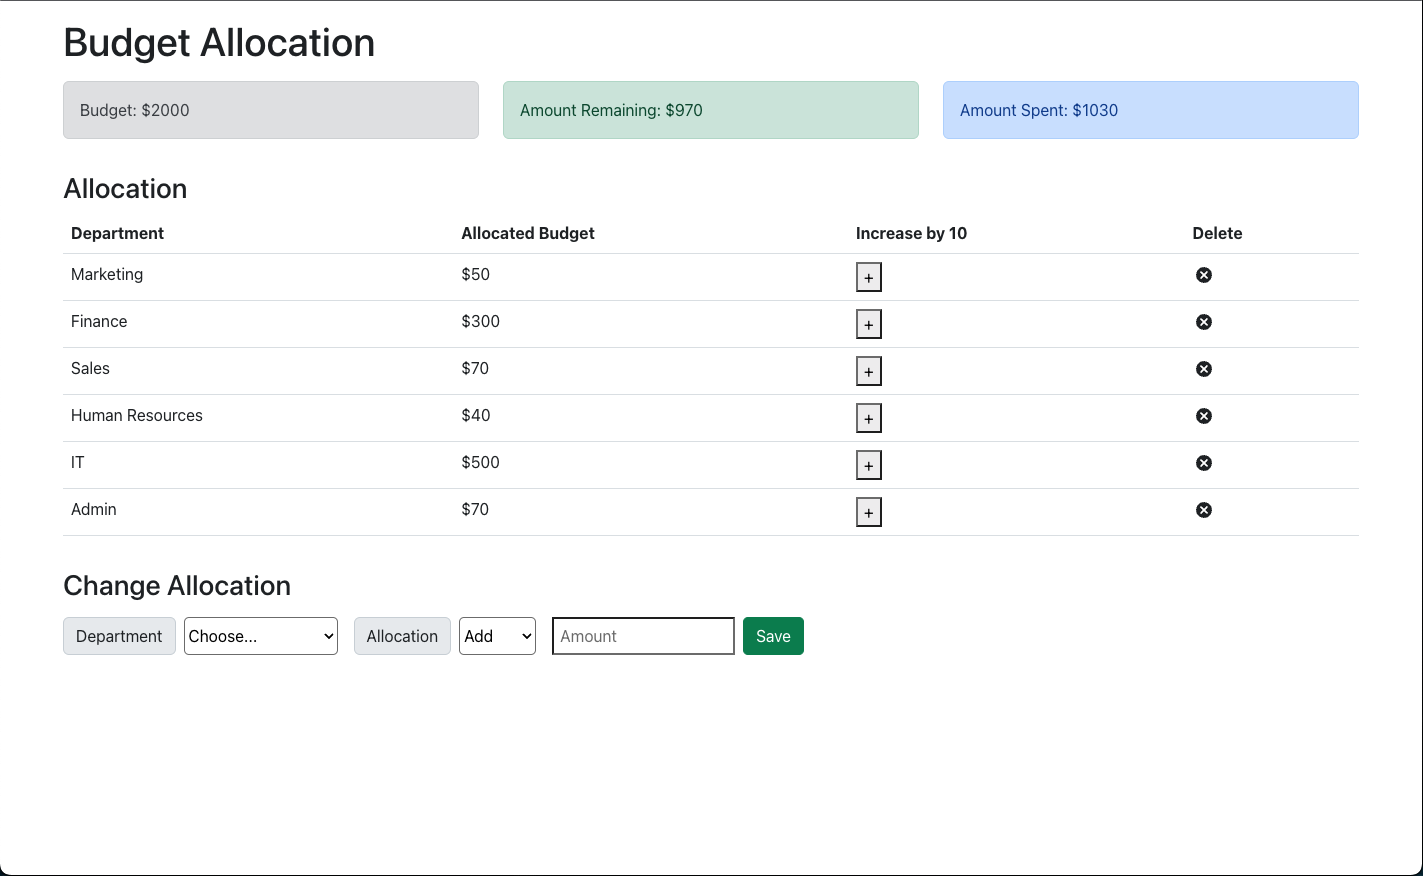 Budget Allocation
Budget: $2000 Amount Remaining: $970 Amount Spent: $1030
Allocation
Department Allocated Budget Increase by 10 Delete
Marketing $50 +
Finance $300 +
Sales $70 +
Human Resources $40 +
IT $500 +
Admin $70 +
Change Allocation
Department Choose... Allocation Add Amount Save